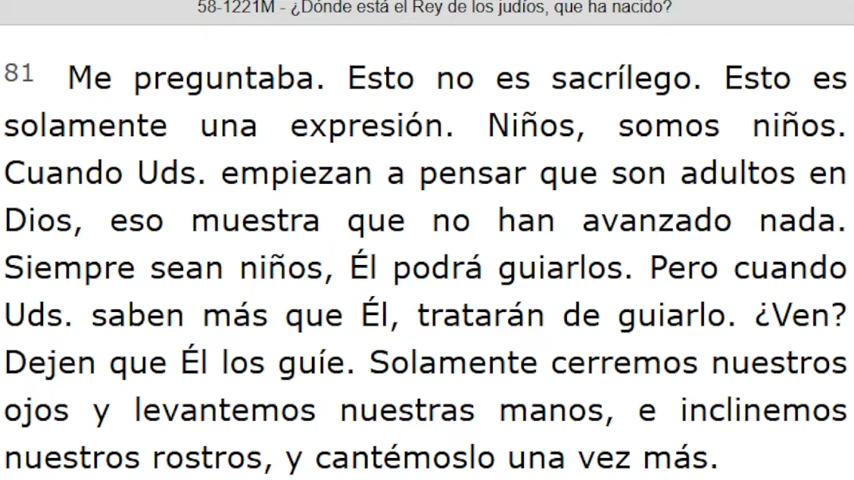 58-1221M - ¿Dónde está el Rey de los judíos, que ha nacido?
81 Me preguntaba. Esto no es sacrílego. Esto es
solamente una expresión. Niños, somos niños.
Cuando Uds. empiezan a pensar que son adultos en
Dios, eso muestra que no han avanzado nada.
Siempre sean niños, Él podrá guiarlos. Pero cuando
Uds. saben más que Él, tratarán de guiarlo. ¿Ven?
Dejen que Él los guíe. Solamente cerremos nuestros
ojos y levantemos nuestras manos, e inclinemos
nuestros rostros, y cantémoslo una vez más.